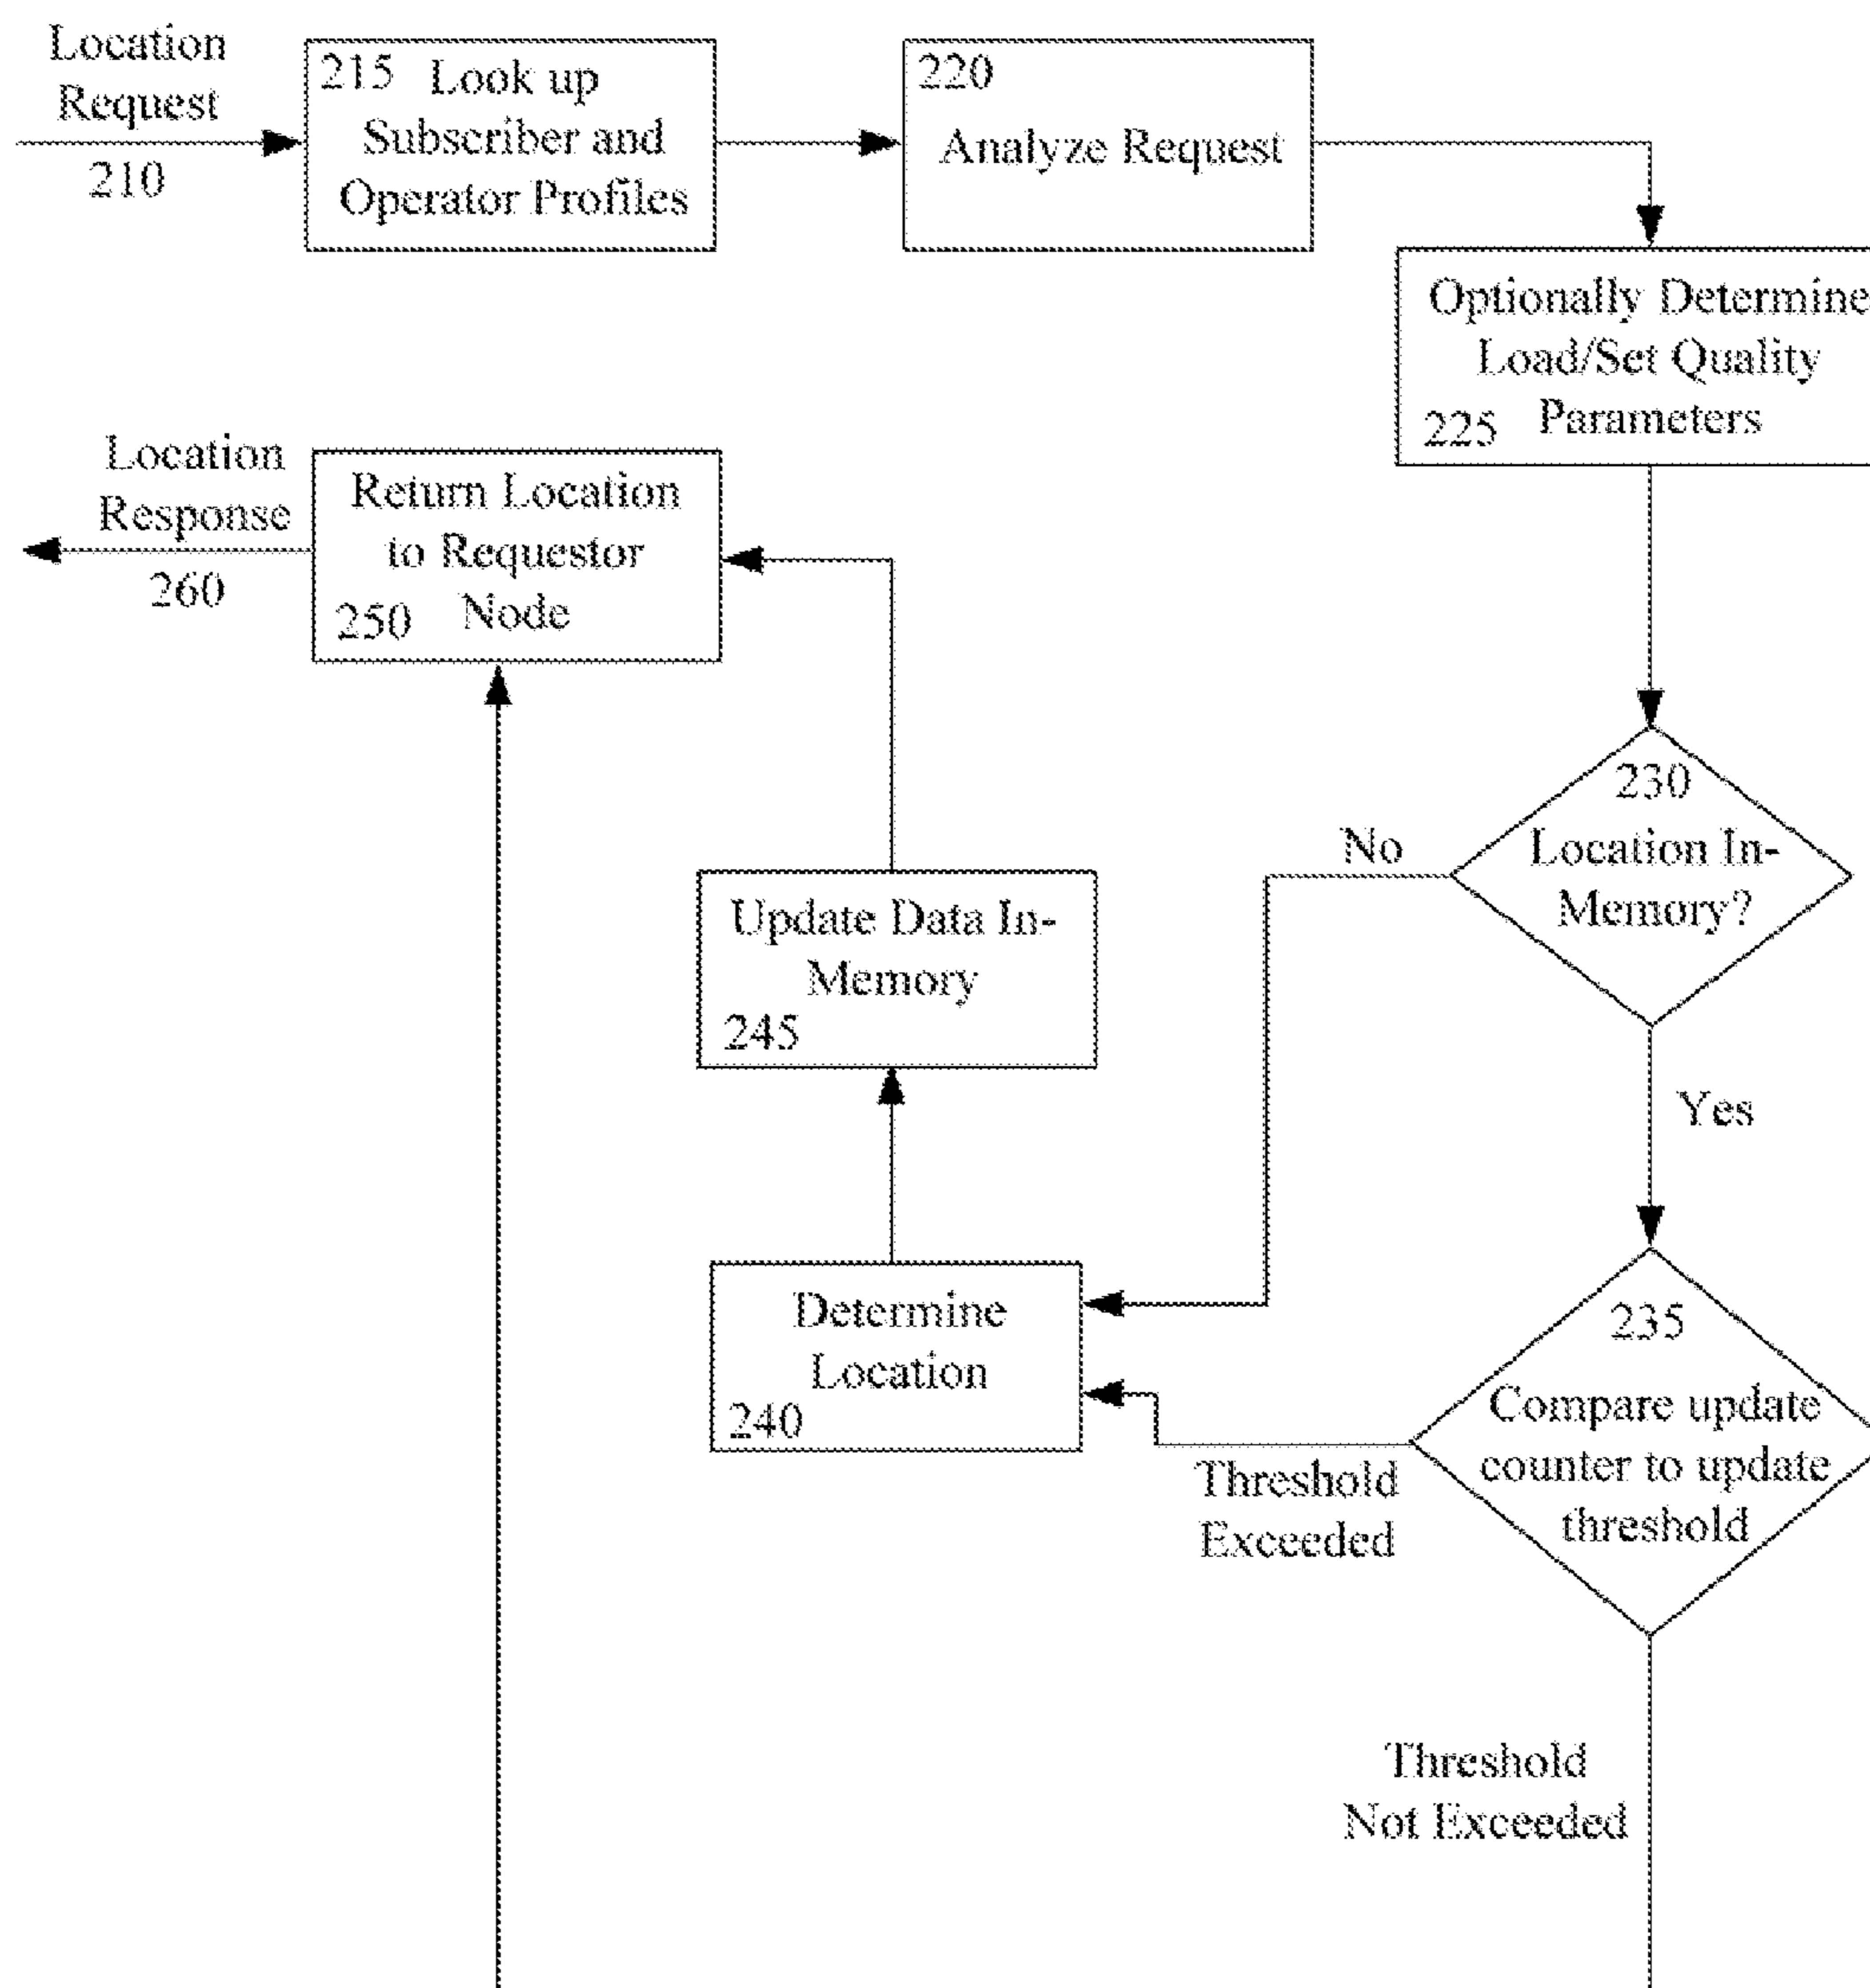 Location
Request
210
215 Look up
Subscriber and
Operator Profiles
220
Analyze Request
Optionally Determine
Load/Set Quality
225 Parameters
Location
Response
260
Return Location
to Requestor
250 Node
230
Location In-
Memory?
No
Yes
Update Data In-
Memory
245
Determine
Location
240
235
Compare update
counter to update
threshold
Threshold
Exceeded
Threshold
Not Exceeded